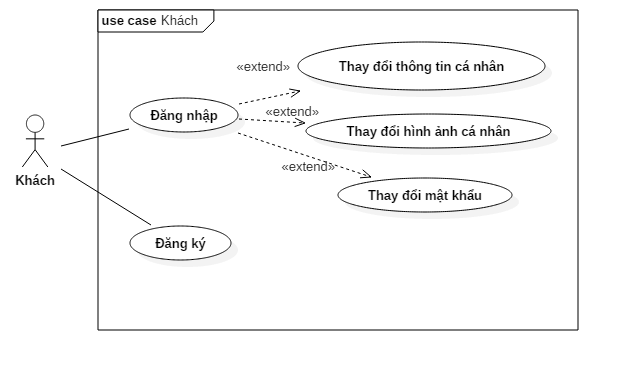 use case Khách
«extend»
Thay đổi thông tin cá nhân
Đăng nhập
«extend»
Thay đổi hình ảnh cá nhân
«extend»
Khách
Thay đổi mật khẩu
Đăng ký